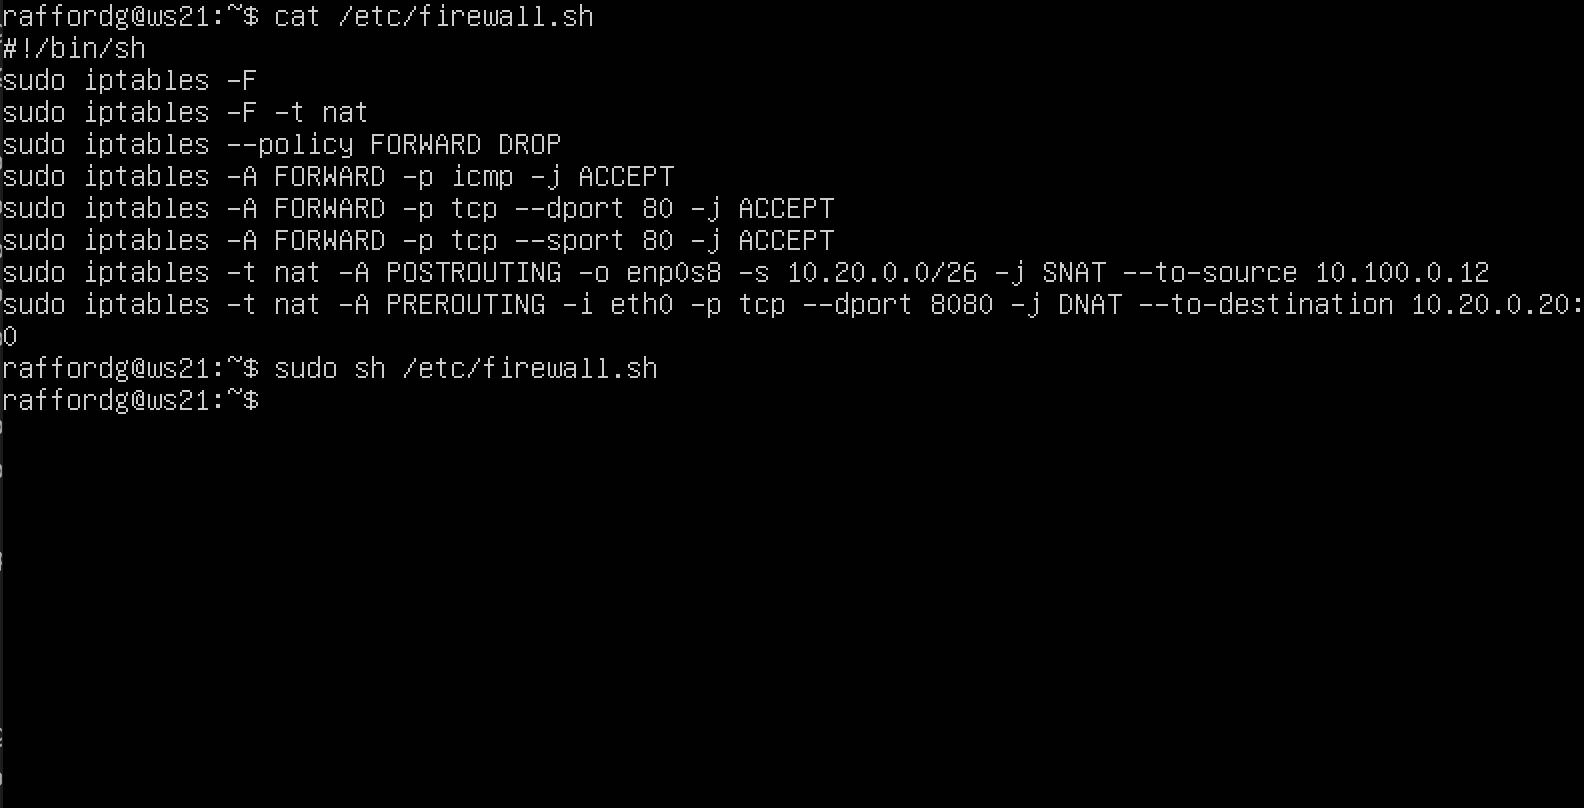 raffordg@ws21:~$ cat /etc/firewall.sh
#!/bin/sh
sudo iptables -F
sudo iptables -F -t nat
sudo iptables --policy FORWARD DROP
sudo iptables -A FORWARD -p icmp -j ACCEPT
sudo iptables -A FORWARD -p tcp --dport 80 -j ACCEPT
sudo iptables -A FORWARD -p tcp --sport 80 -j ACCEPT
sudo iptables -t nat -A POSTROUTING -o enp0s8 -s 10.20.0.0/26 -j SNAT --to-source 10.100.0.12
sudo iptables -t nat -A PREROUTING -i eth0 -p tcp --dport 8080 -j DNAT --to-destination 10.20.0.20:
0
raffordg@ws21:~$ sudo sh /etc/firewall.sh
raffordg@ws21:~$